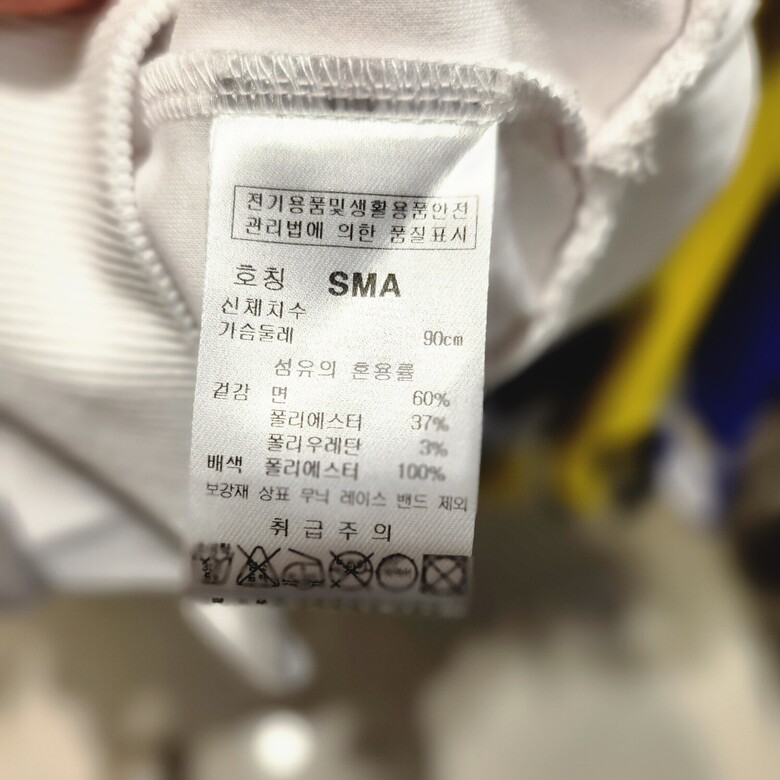 전기용품및생활용품안전
관리법에 의한 품질표시
호칭 SMA
신체치수
가슴둘레 90cm
섬유의 혼용률
겉감 면 60%
폴리에스터 37%
폴리우레탄 3%
배색 폴리에스터 100%
보강재 상표 무늬 레이스 밴드 제외
취급주의